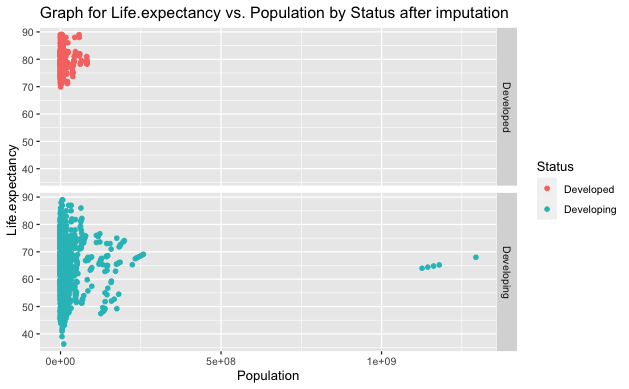 Graph for Life.expectancy vs. Population by Status after imputation
90
80
70
60
50
40
Developed
90
80
70
60
50
40
Developing
Life.expectancy
0e+00
5e+08
1e+09
Population
Status
Developed
Developing